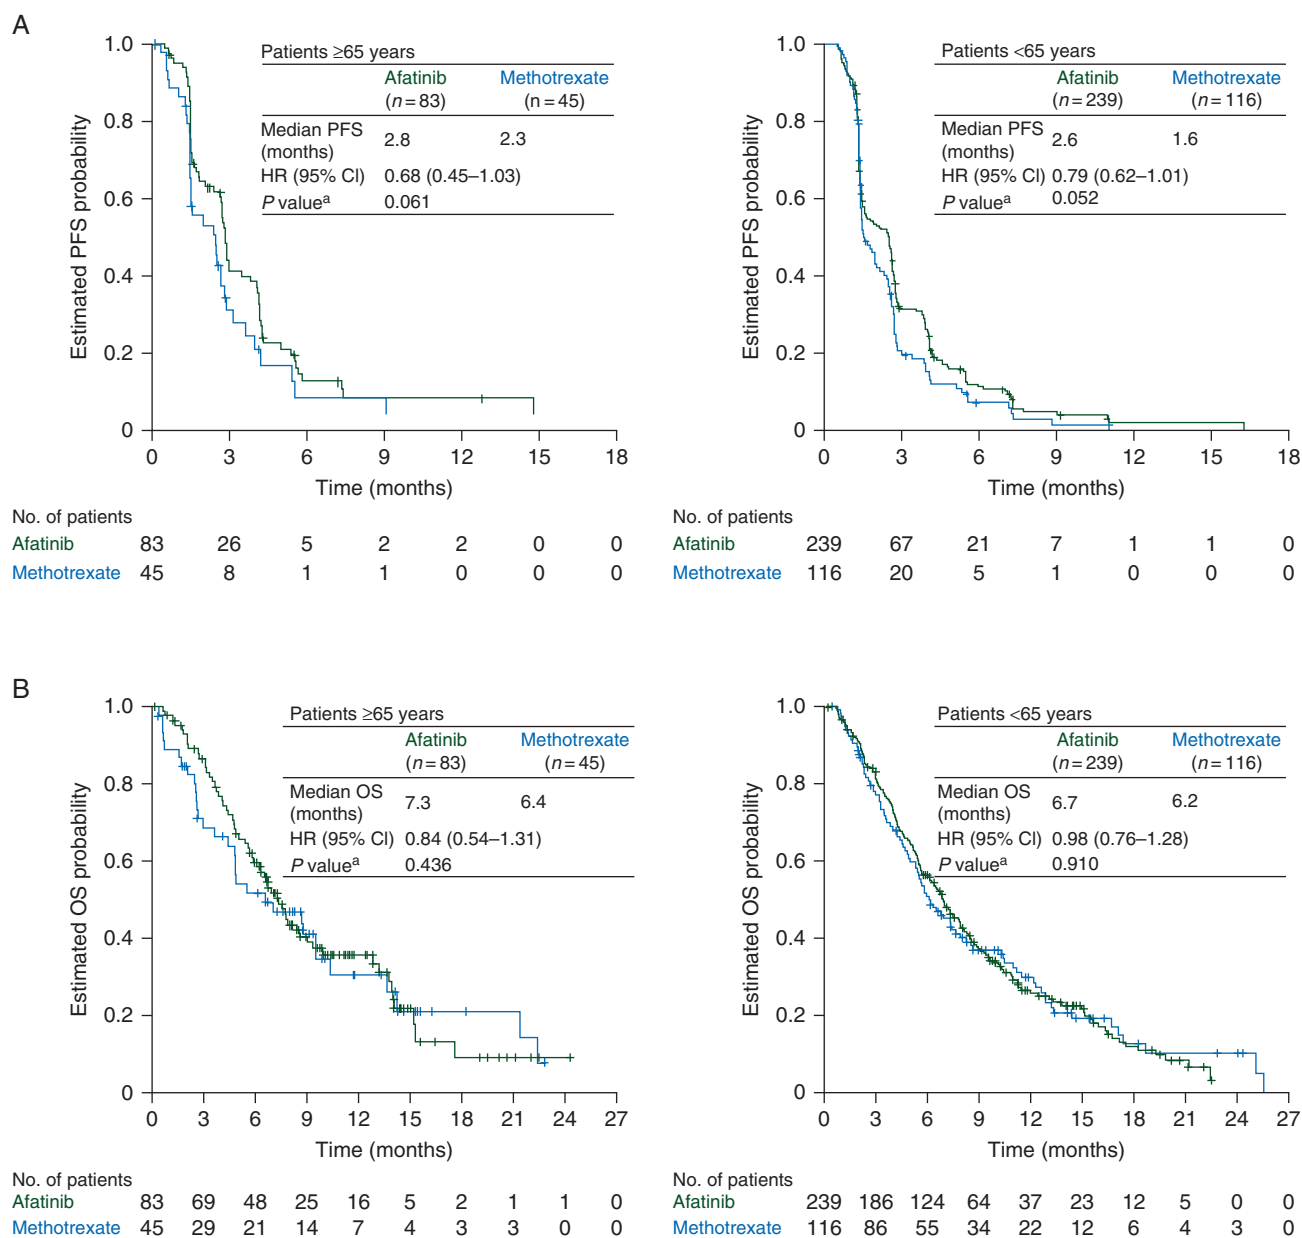 A
Estimated PFS probability
1.0
0.8
0.6
0.4
0.2
0
Patients ≥65 years
Afatinib Methotrexate
(n=83) (n=45)
Median PFS
(months) 2.8 2.3
HR (95% CI) 0.68 (0.45–1.03)
P valueᵃ 0.061
0 3 6 9 12 15 18
Time (months)
No. of patients
Afatinib 83 26 5 2 2 0 0
Methotrexate 45 8 1 1 0 0 0
Estimated PFS probability
1.0
0.8
0.6
0.4
0.2
0
Patients <65 years
Afatinib Methotrexate
(n=239) (n=116)
Median PFS
(months) 2.6 1.6
HR (95% CI) 0.79 (0.62–1.01)
P valueᵃ 0.052
0 3 6 9 12 15 18
Time (months)
No. of patients
Afatinib 239 67 21 7 1 1 0
Methotrexate 116 20 5 1 0 0 0
B
Estimated OS probability
1.0
0.8
0.6
0.4
0.2
0
Patients ≥65 years
Afatinib Methotrexate
(n=83) (n=45)
Median OS
(months) 7.3 6.4
HR (95% CI) 0.84 (0.54–1.31)
P valueᵃ 0.436
0 3 6 9 12 15 18 21 24 27
Time (months)
No. of patients
Afatinib 83 69 48 25 16 5 2 1 1 0
Methotrexate 45 29 21 14 7 4 3 3 0 0
Estimated OS probability
1.0
0.8
0.6
0.4
0.2
0
Patients <65 years
Afatinib Methotrexate
(n=239) (n=116)
Median OS
(months) 6.7 6.2
HR (95% CI) 0.98 (0.76–1.28)
P valueᵃ 0.910
0 3 6 9 12 15 18 21 24 27
Time (months)
No. of patients
Afatinib 239 186 124 64 37 23 12 5 0 0
Methotrexate 116 86 55 34 22 12 6 4 3 0